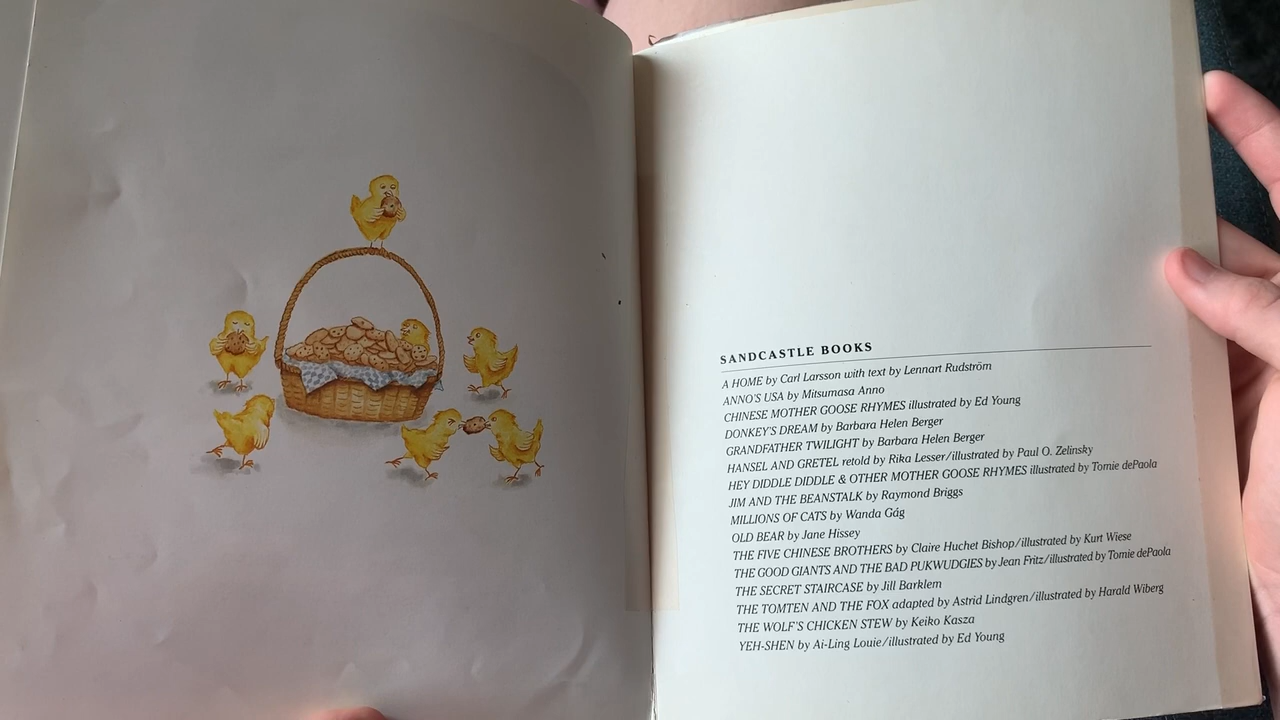 SANDCASTLE BOOKS
A HOME by Carl Larsson with text by Lennart Rudström
ANNO'S USA by Mitsumasa Anno
CHINESE MOTHER GOOSE RHYMES illustrated by Ed Young
DONKEY'S DREAM by Barbara Helen Berger
GRANDFATHER TWILIGHT by Barbara Helen Berger
HANSEL AND GRETEL retold by Rika Lesser/illustrated by Paul O. Zelinsky
HEY DIDDLE DIDDLE & OTHER MOTHER GOOSE RHYMES illustrated by Tomie dePaola
JIM AND THE BEANSTALK by Raymond Briggs
MILLIONS OF CATS by Wanda Gág
OLD BEAR by Jane Hissey
THE FIVE CHINESE BROTHERS by Claire Huchet Bishop/illustrated by Kurt Wiese
THE GOOD GIANTS AND THE BAD PUKWUDGIES by Jean Fritz/illustrated by Tomie dePaola
THE SECRET STAIRCASE by Jill Barklem
THE TOMTEN AND THE FOX adapted by Astrid Lindgren/illustrated by Harald Wiberg
THE WOLF'S CHICKEN STEW by Keiko Kasza
YEH-SHEN by Ai-Ling Louie/illustrated by Ed Young